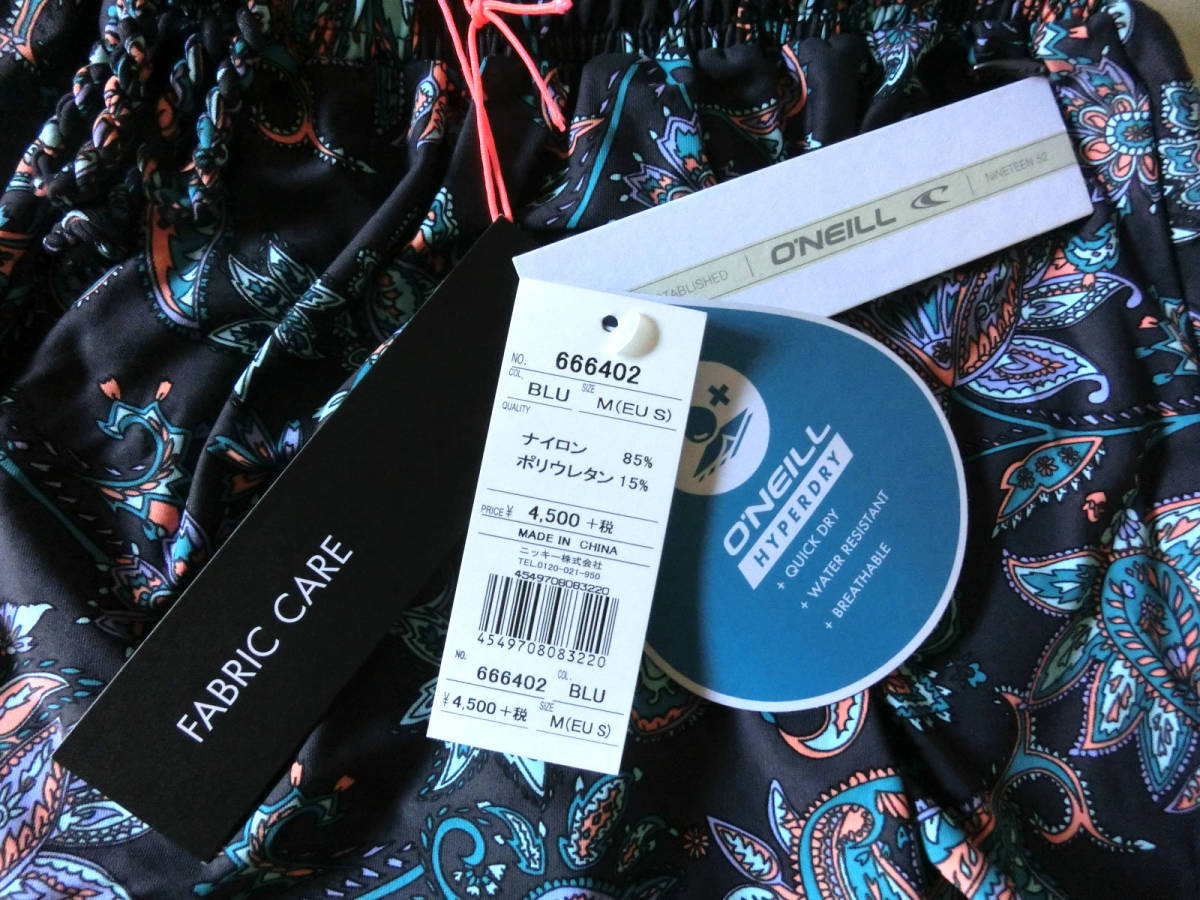 TABLISHED | O'NEILL | NINETEEN 52
NO. 666402
COL. BLU SIZE M(EU S)
QUALITY
ナイロン 85%
ポリウレタン 15%
PRICE ¥ 4,500 +税
MADE IN CHINA
ニッキー株式会社
TEL.0120-021-950
4549708083220
4549708083220
NO. 666402 COL. BLU
¥4,500 +税 SIZE M(EU S)
O'NEILL
HYPERDRY
+ QUICK DRY
+ WATER RESISTANT
+ BREATHABLE
FABRIC CARE